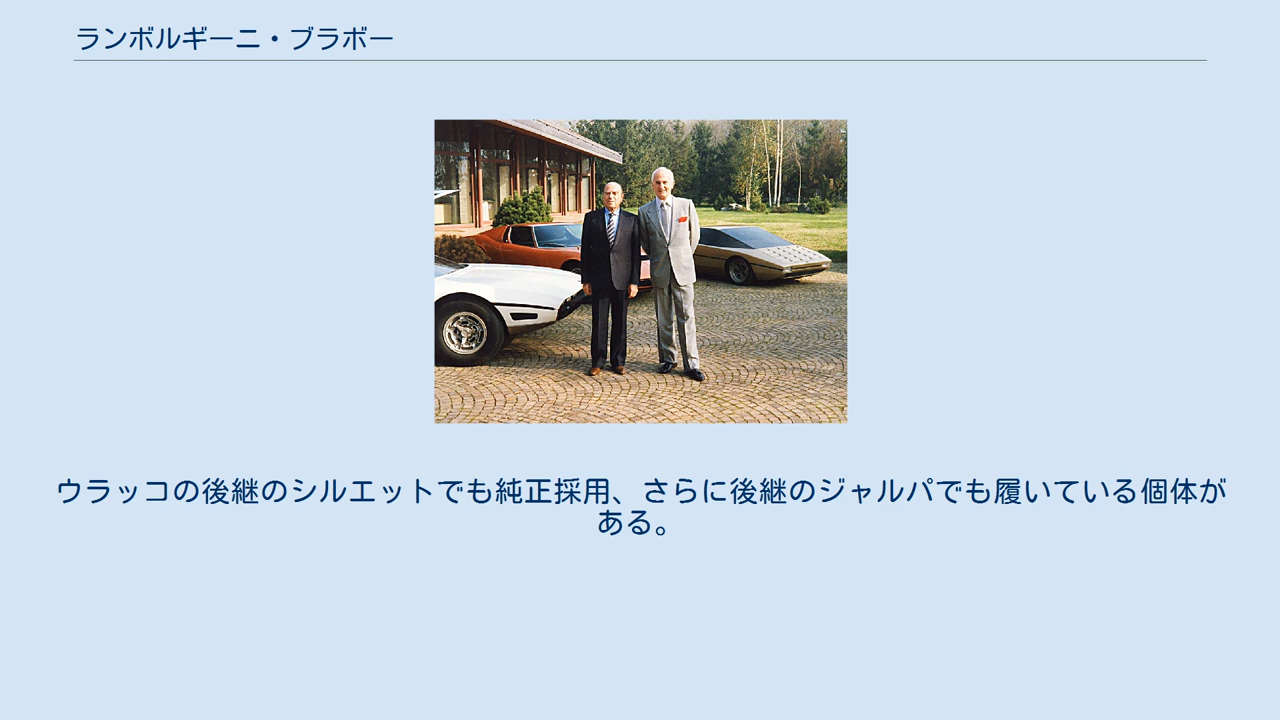 ランボルギーニ・ブラボー
ウラッコの後継のシルエットでも純正採用、さらに後継のジャルパでも履いている個体が
ある。